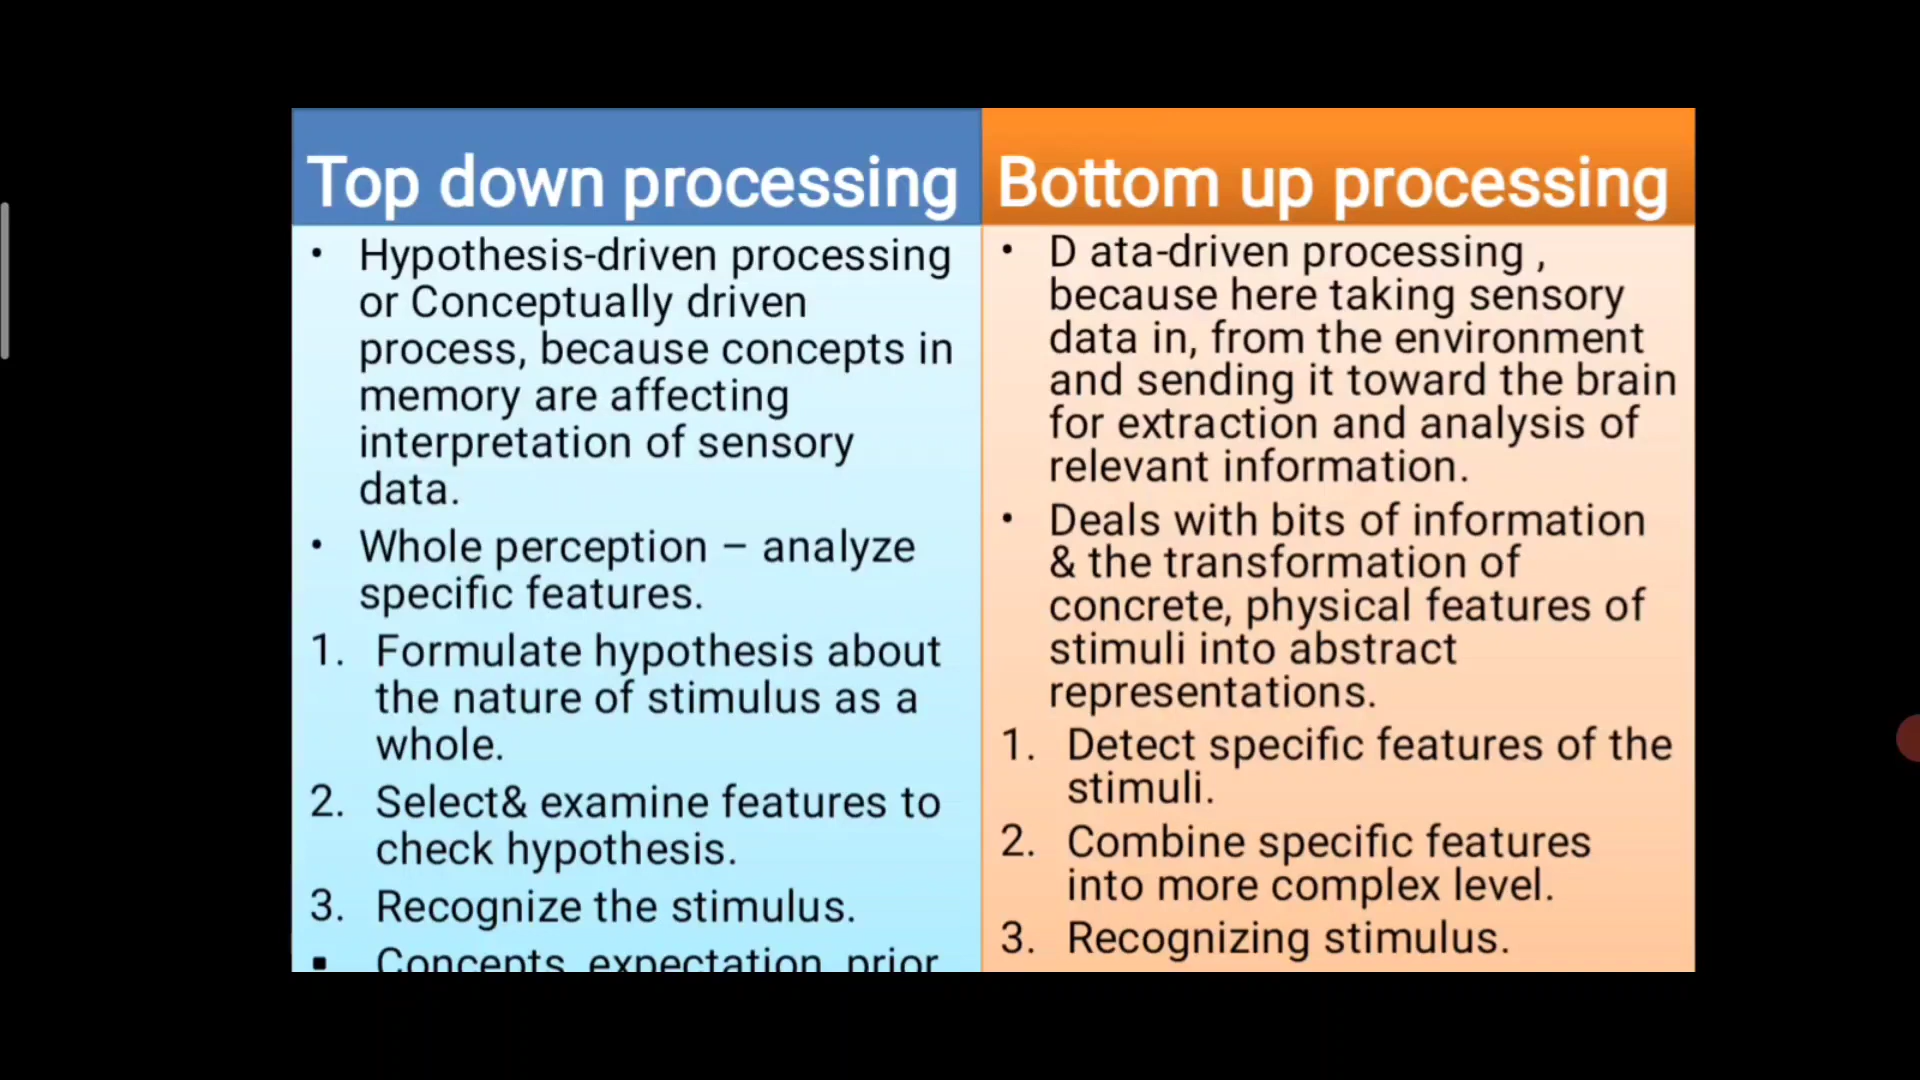 Top down processing
• Hypothesis-driven processing
or Conceptually driven
process, because concepts in
memory are affecting
interpretation of sensory
data.
• Whole perception – analyze
specific features.
1. Formulate hypothesis about
the nature of stimulus as a
whole.
2. Select& examine features to
check hypothesis.
3. Recognize the stimulus.
▪ Concepts, expectation, prior
Bottom up processing
• D ata-driven processing ,
because here taking sensory
data in, from the environment
and sending it toward the brain
for extraction and analysis of
relevant information.
• Deals with bits of information
& the transformation of
concrete, physical features of
stimuli into abstract
representations.
1. Detect specific features of the
stimuli.
2. Combine specific features
into more complex level.
3. Recognizing stimulus.